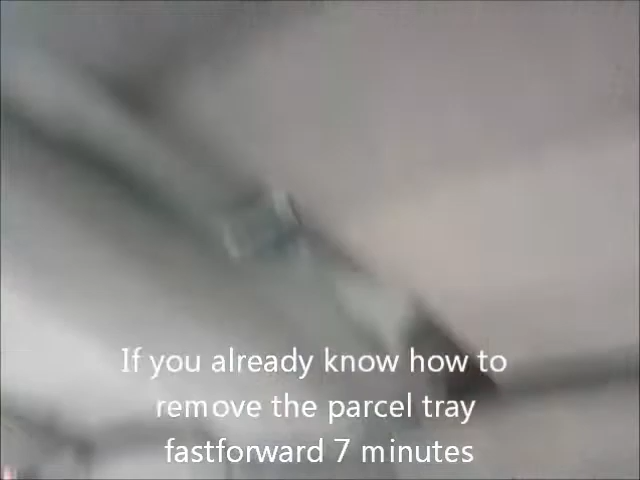 If you already know how to
remove the parcel tray
fastforward 7 minutes